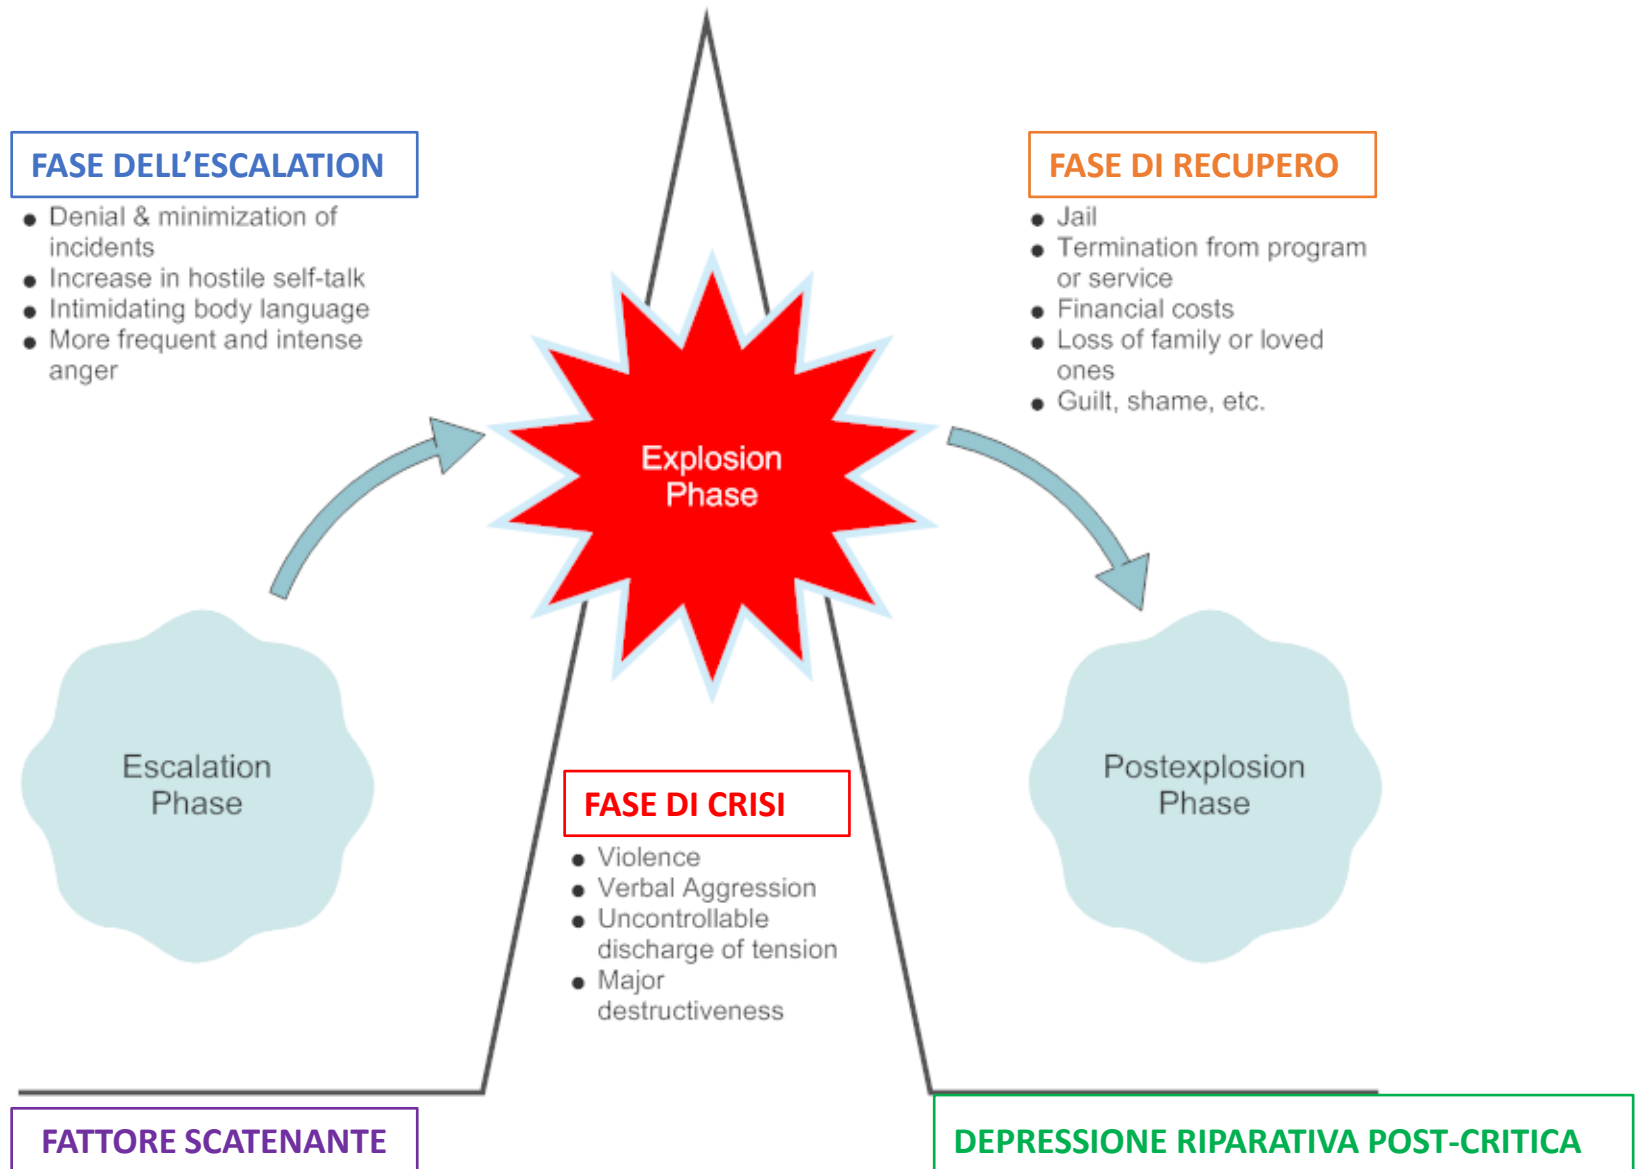 FASE DELL'ESCALATION
● Denial & minimization of
incidents
● Increase in hostile self-talk
● Intimidating body language
● More frequent and intense
anger
FASE DI RECUPERO
● Jail
● Termination from program
or service
● Financial costs
● Loss of family or loved
ones
● Guilt, shame, etc.
Explosion
Phase
Escalation
Phase
Postexplosion
Phase
FASE DI CRISI
● Violence
● Verbal Aggression
● Uncontrollable
discharge of tension
● Major
destructiveness
FATTORE SCATENANTE
DEPRESSIONE RIPARATIVA POST-CRITICA